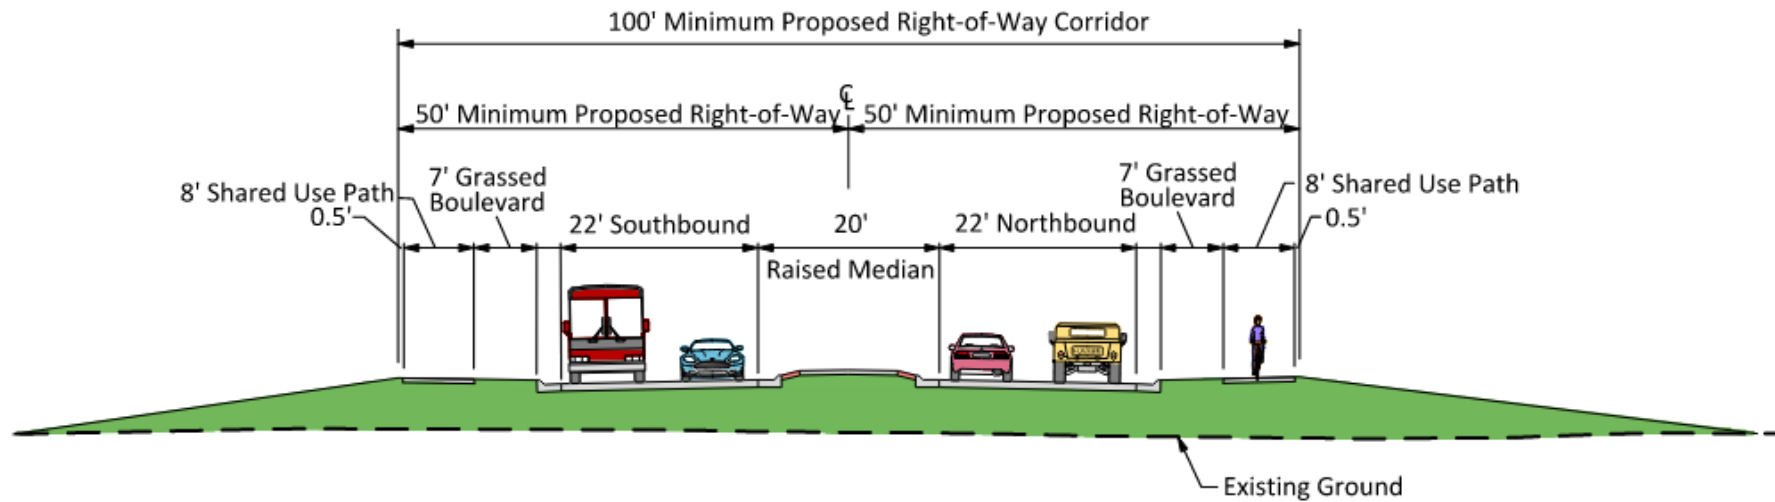 100' Minimum Proposed Right-of-Way Corridor
℄
50' Minimum Proposed Right-of-Way
50' Minimum Proposed Right-of-Way
8' Shared Use Path
0.5'
7' Grassed
Boulevard
22' Southbound
20'
Raised Median
22' Northbound
7' Grassed
Boulevard
8' Shared Use Path
0.5'
Existing Ground